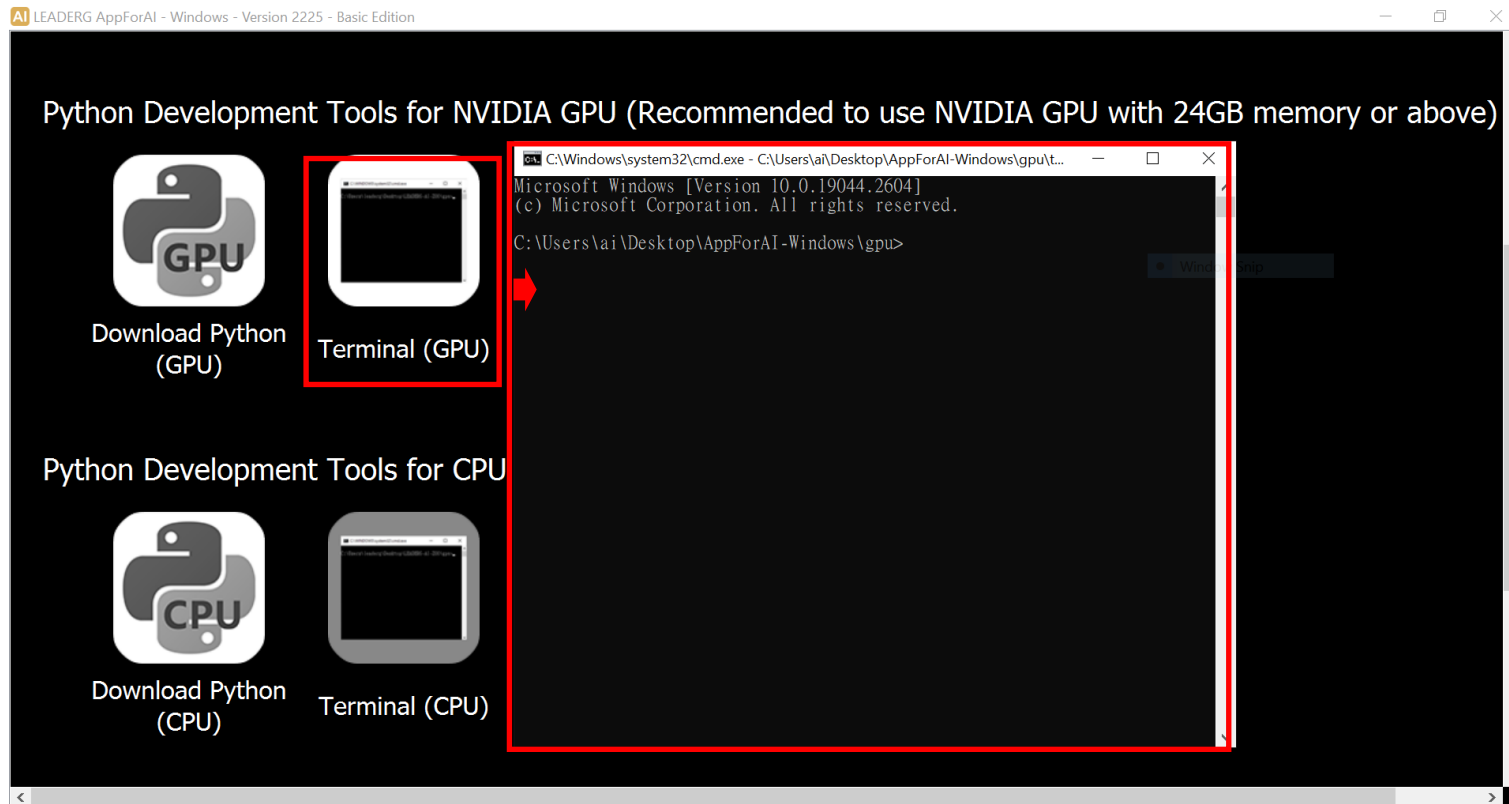 AI LEADERG AppForAI - Windows - Version 2225 - Basic Edition
Python Development Tools for NVIDIA GPU (Recommended to use NVIDIA GPU with 24GB memory or above)
GPU
Download Python
(GPU)
Terminal (GPU)
C:\Windows\system32\cmd.exe - C:\Users\ai\Desktop\AppForAI-Windows\gpu\t...
Microsoft Windows [Version 10.0.19044.2604]
(c) Microsoft Corporation. All rights reserved.
C:\Users\ai\Desktop\AppForAI-Windows\gpu>
Window Snip
Python Development Tools for CPU
CPU
Download Python
(CPU)
Terminal (CPU)